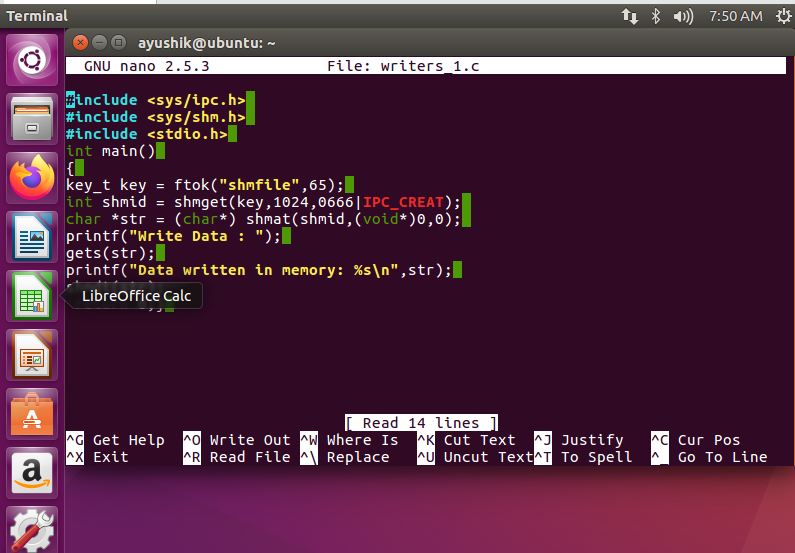 Terminal
7:50 AM
ayushik@ubuntu: ~
GNU nano 2.5.3 File: writers_1.c
#include <sys/ipc.h>
#include <sys/shm.h>
#include <stdio.h>
int main()
{
key_t key = ftok("shmfile",65);
int shmid = shmget(key,1024,0666|IPC_CREAT);
char *str = (char*) shmat(shmid,(void*)0,0);
printf("Write Data : ");
gets(str);
printf("Data written in memory: %s\n",str);
LibreOffice Calc
[ Read 14 lines ]
^G Get Help ^O Write Out ^W Where Is ^K Cut Text ^J Justify ^C Cur Pos
^X Exit ^R Read File ^\ Replace ^U Uncut Text ^T To Spell ^_ Go To Line